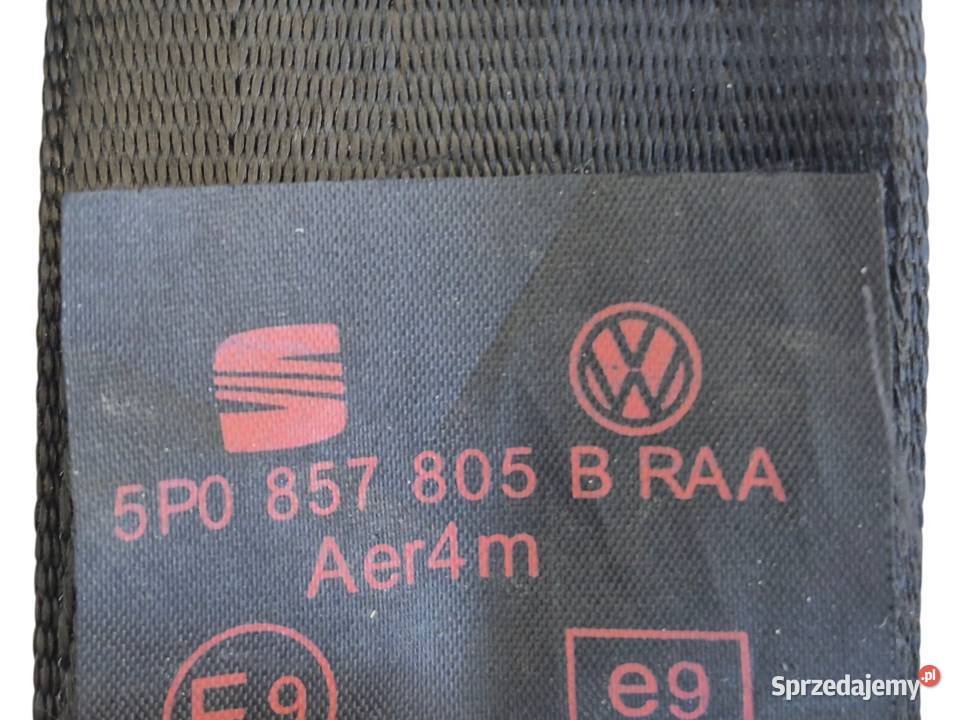 5P0 857 805 B RAA
Aer4m
E9 e9
Sprzedajemy.pl